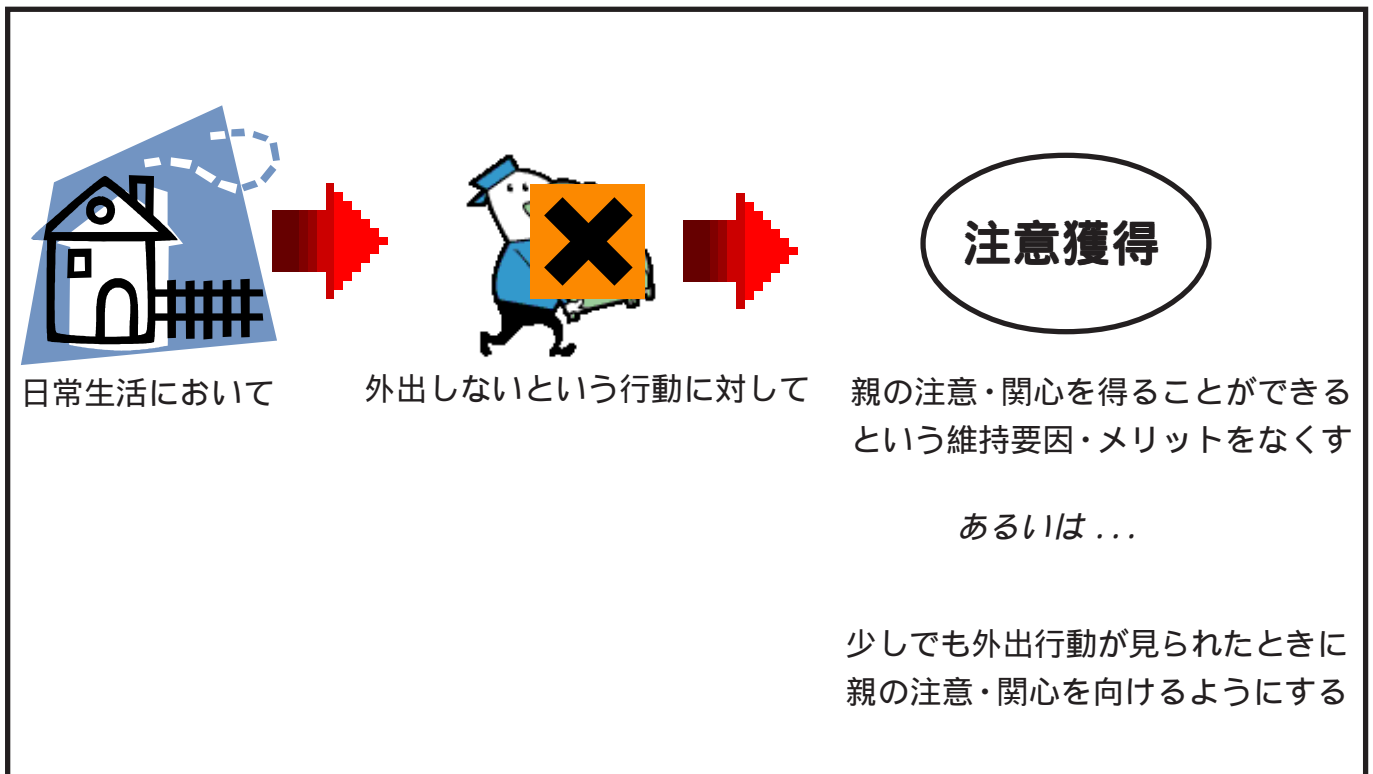 注意獲得
日常生活において
外出しないという行動に対して
親の注意・関心を得ることができる
という維持要因・メリットをなくす
あるいは ...
少しでも外出行動が見られたときに
親の注意・関心を向けるようにする